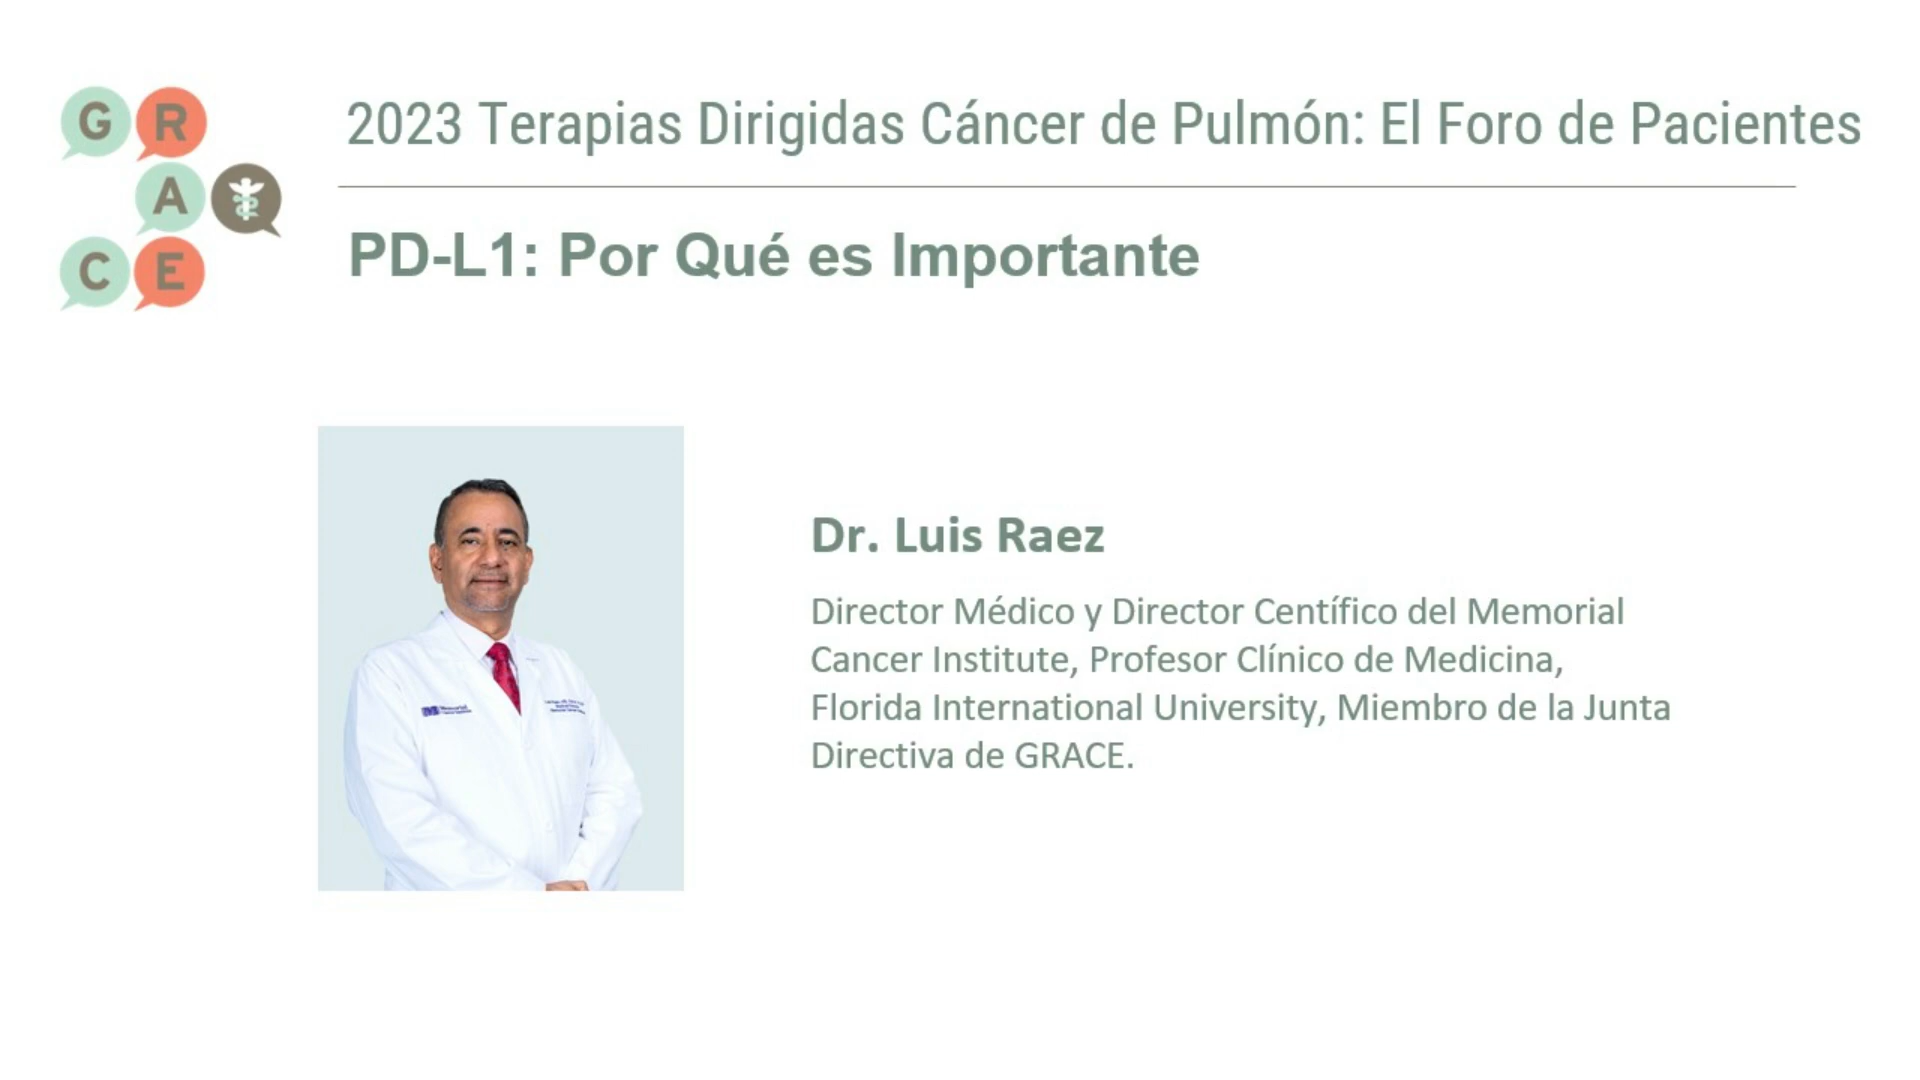 GRACE
2023 Terapias Dirigidas Cáncer de Pulmón: El Foro de Pacientes
PD-L1: Por Qué es Importante
Dr. Luis Raez
Director Médico y Director Centífico del Memorial
Cancer Institute, Profesor Clínico de Medicina,
Florida International University, Miembro de la Junta
Directiva de GRACE.
Memorial